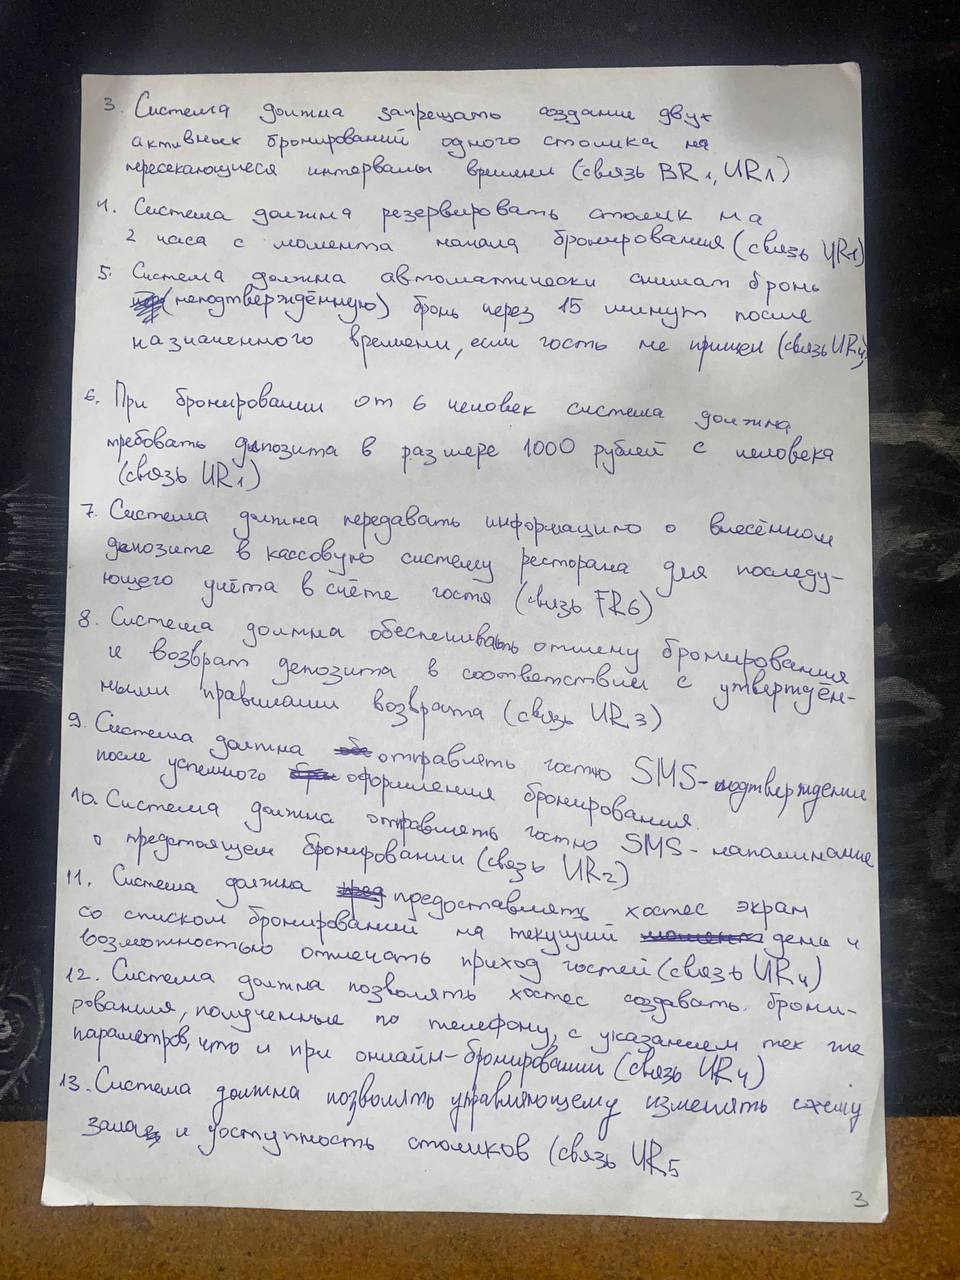 3. Система должна запрещать создание двух
активных бронирований одного столика на
пересекающиеся интервалы времени (связь BR1, UR1)
4. Система должна резервировать столик на
2 часа с момента начала бронирования (связь UR1)
5. Система должна автоматически снимат бронь
(неподтверждённую) бронь через 15 минут после
назначенного времени, если гость не пришел (связь UR4)
6. При бронировании от 6 человек система должна
требовать депозита в размере 1000 рублей с человека
(связь UR1)
7. Система должна передавать информацию о внесённом
депозите в кассовую систему ресторана для последу-
ющего учёта в счёте гостя (связь FR6)
8. Система должна обеспечивать отмену бронирования
и возврат депозита в соответствии с утверждён-
ными правилами возврата (связь UR3)
9. Система должна отправлять гостю SMS-подтверждение
после успешного оформления бронирования.
10. Система должна отправлять гостю SMS-напоминание
о предстоящем бронировании (связь UR2)
11. Система должна предоставлять хостес экран
со списком бронирований на текущий день и
возможностью отмечать приход гостей (связь UR4)
12. Система должна позволять хостес создавать брони-
рования, полученные по телефону, с указанием тех же
параметров, что и при онлайн-бронировании (связь UR4)
13. Система должна позволять управляющему изменять схему
зала и доступность столиков (связь UR5
3